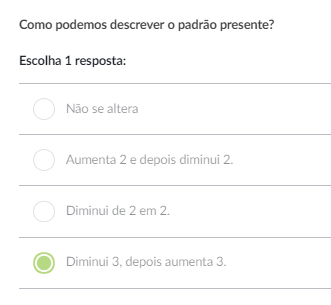 Como podemos descrever o padrão presente?
Escolha 1 resposta:
Não se altera
Aumenta 2 e depois diminui 2.
Diminui de 2 em 2.
Diminui 3, depois aumenta 3.